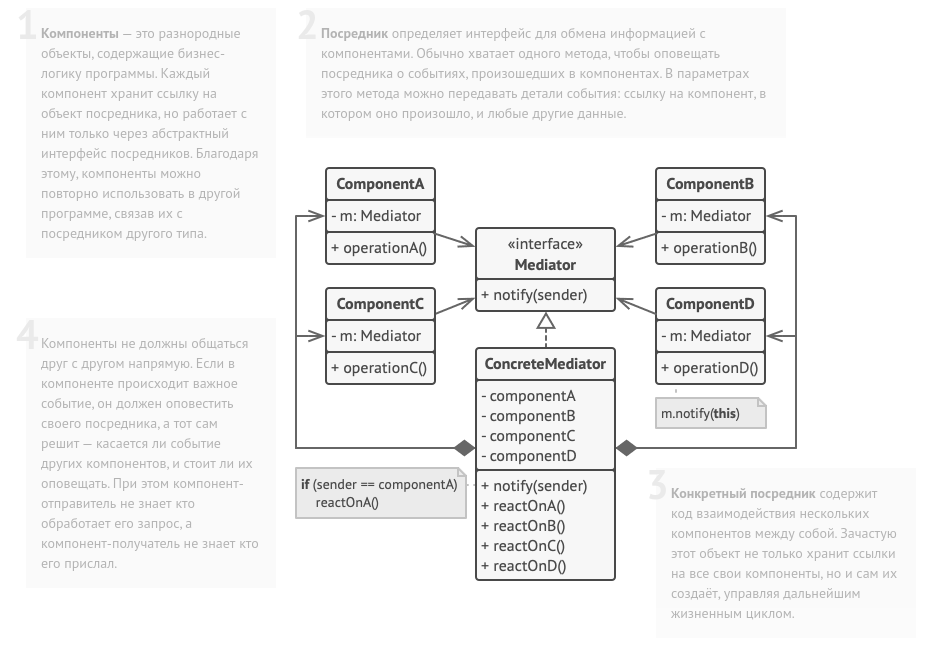 1
Компоненты — это разнородные
объекты, содержащие бизнес-
логику программы. Каждый
компонент хранит ссылку на
объект посредника, но работает с
ним только через абстрактный
интерфейс посредников. Благодаря
этому, компоненты можно
повторно использовать в другой
программе, связав их с
посредником другого типа.
2
Посредник определяет интерфейс для обмена информацией с
компонентами. Обычно хватает одного метода, чтобы оповещать
посредника о событиях, произошедших в компонентах. В параметрах
этого метода можно передавать детали события: ссылку на компонент, в
котором оно произошло, и любые другие данные.
ComponentA
- m: Mediator
+ operationA()
ComponentB
- m: Mediator
+ operationB()
«interface»
Mediator
+ notify(sender)
ComponentC
- m: Mediator
+ operationC()
ComponentD
- m: Mediator
+ operationD()
m.notify(this)
ConcreteMediator
- componentA
- componentB
- componentC
- componentD
+ notify(sender)
+ reactOnA()
+ reactOnB()
+ reactOnC()
+ reactOnD()
if (sender == componentA)
reactOnA()
4
Компоненты не должны общаться
друг с другом напрямую. Если в
компоненте происходит важное
событие, он должен оповестить
своего посредника, а тот сам
решит — касается ли событие
других компонентов, и стоит ли их
оповещать. При этом компонент-
отправитель не знает кто
обработает его запрос, а
компонент-получатель не знает кто
его прислал.
3
Конкретный посредник содержит
код взаимодействия нескольких
компонентов между собой. Зачастую
этот объект не только хранит ссылки
на все свои компоненты, но и сам их
создаёт, управляя дальнейшим
жизненным циклом.